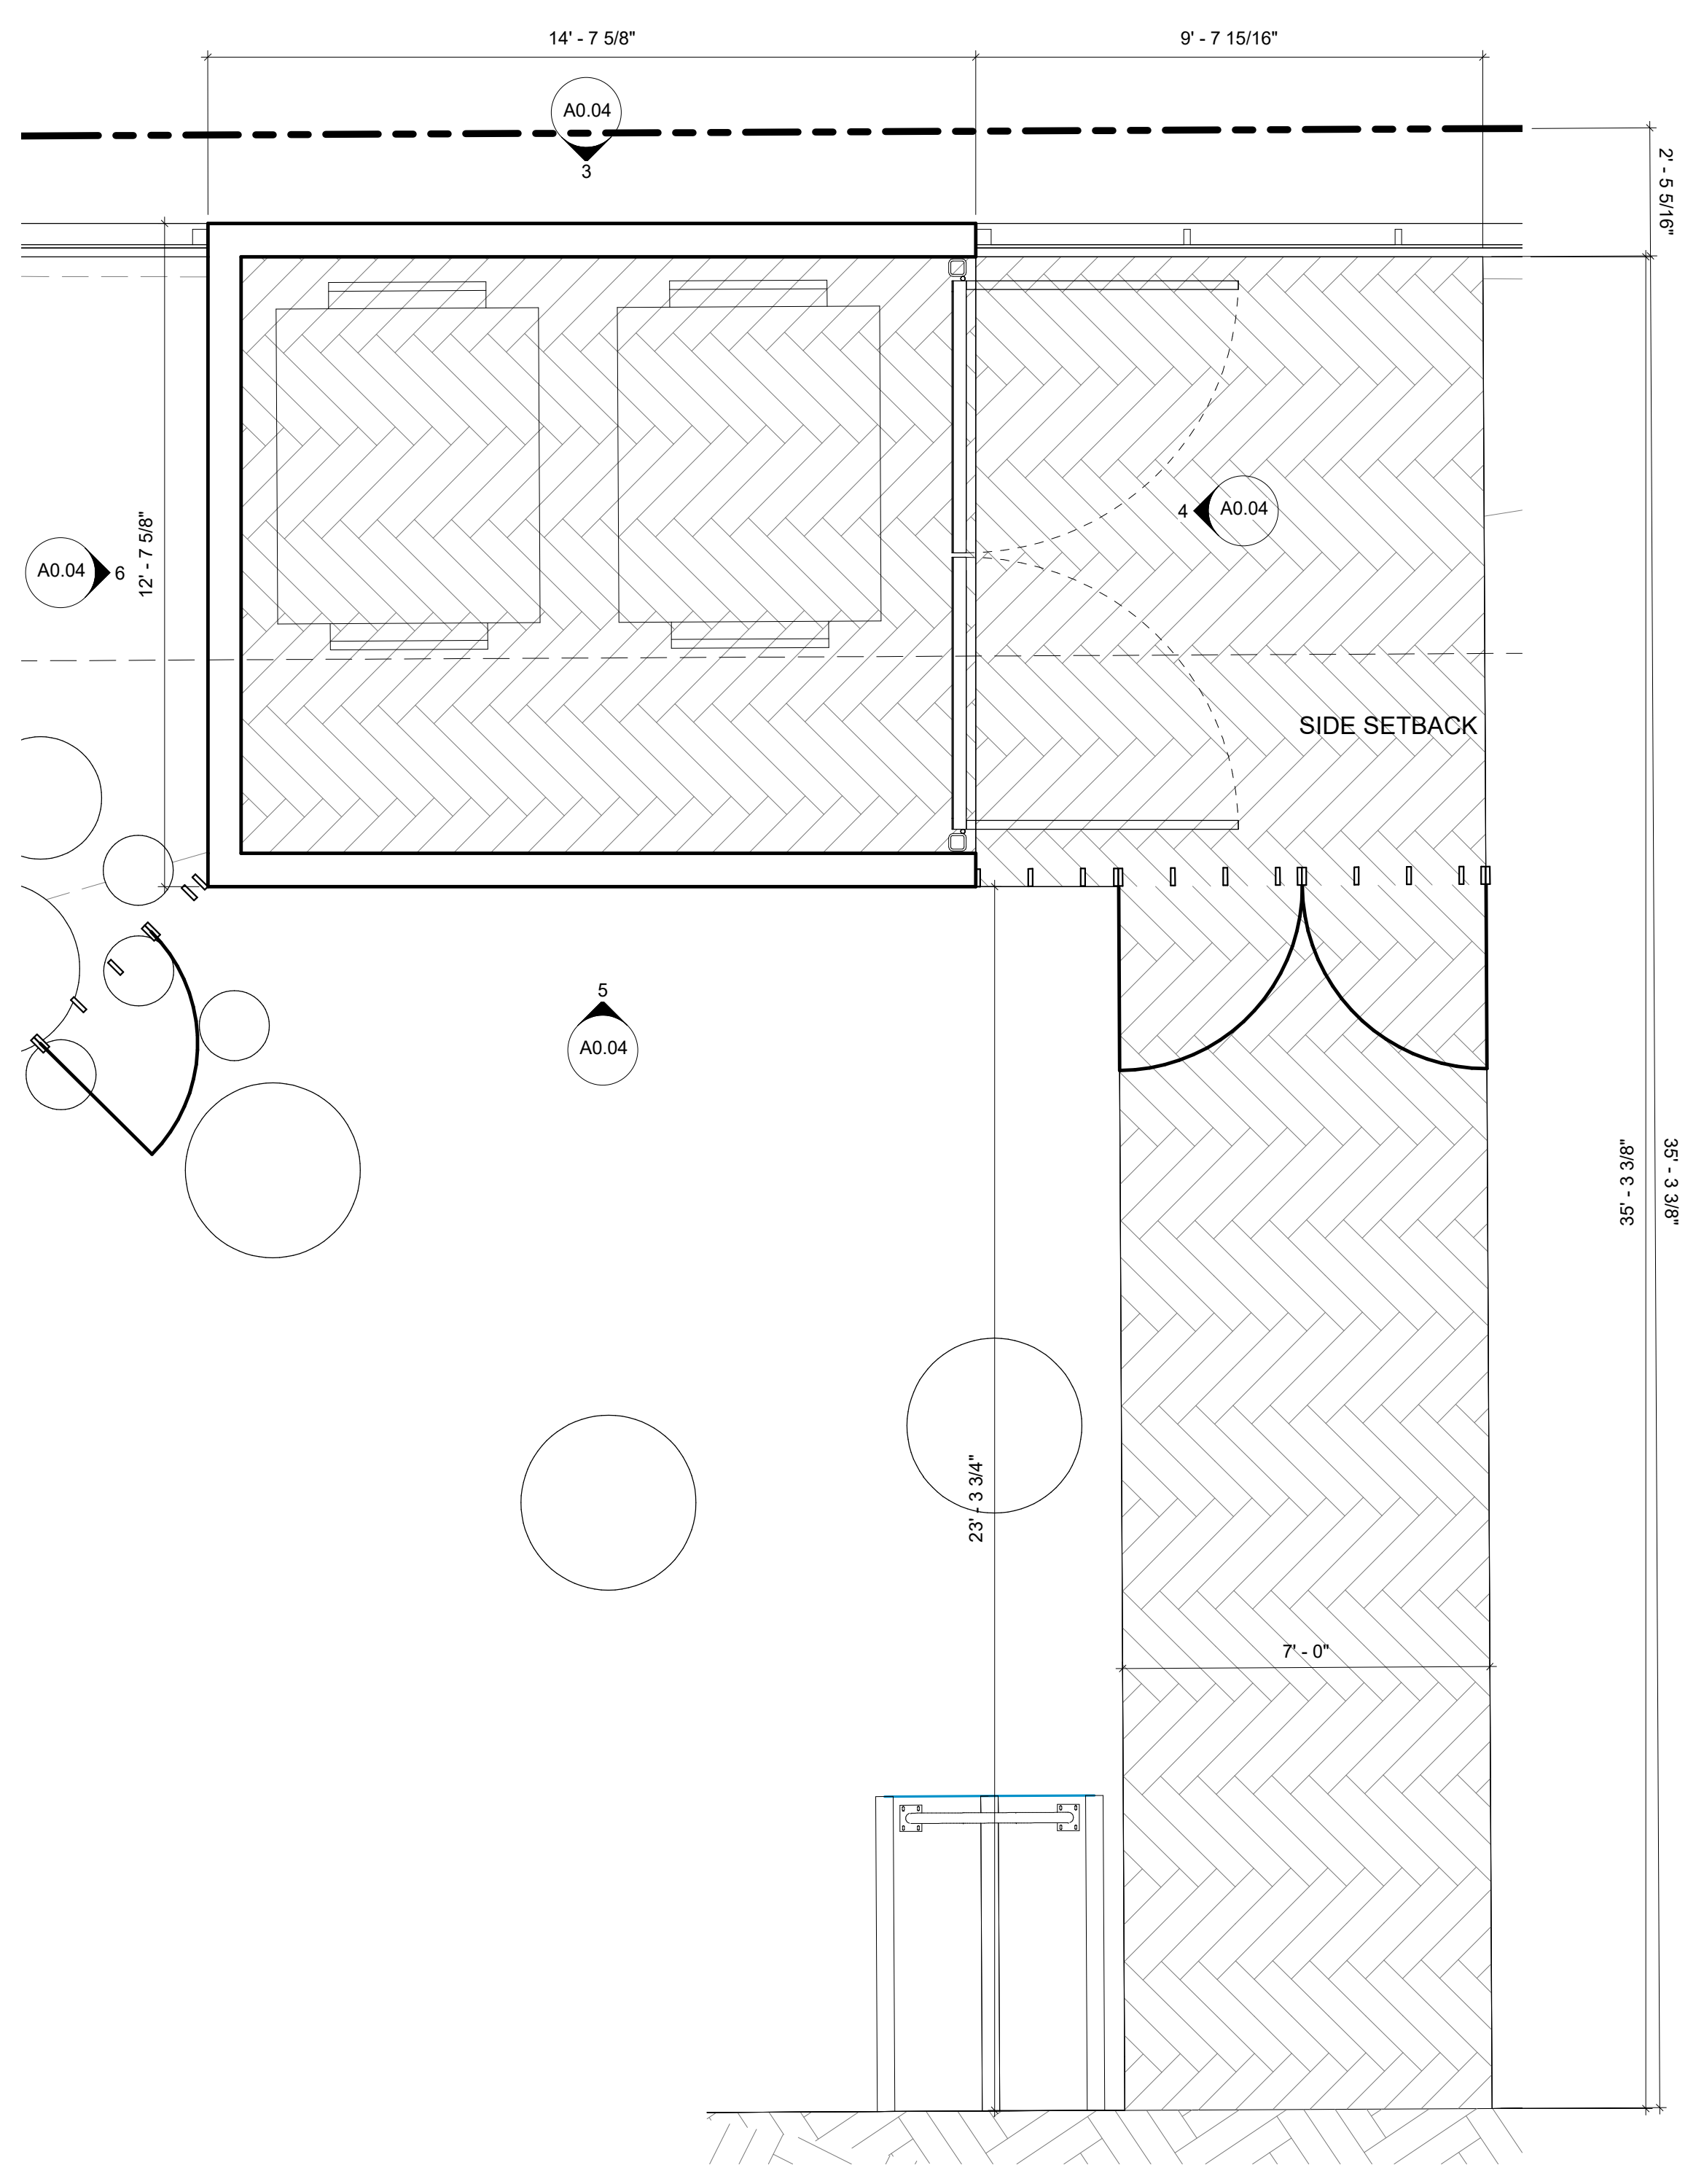 14' - 7 5/8"
9' - 7 15/16"
A0.04
3
2' - 5 5/16"
4
A0.04
12' - 7 5/8"
A0.04
6
SIDE SETBACK
5
A0.04
35' - 3 3/8"
35' - 3 3/8"
23' - 3 3/4"
7' - 0"